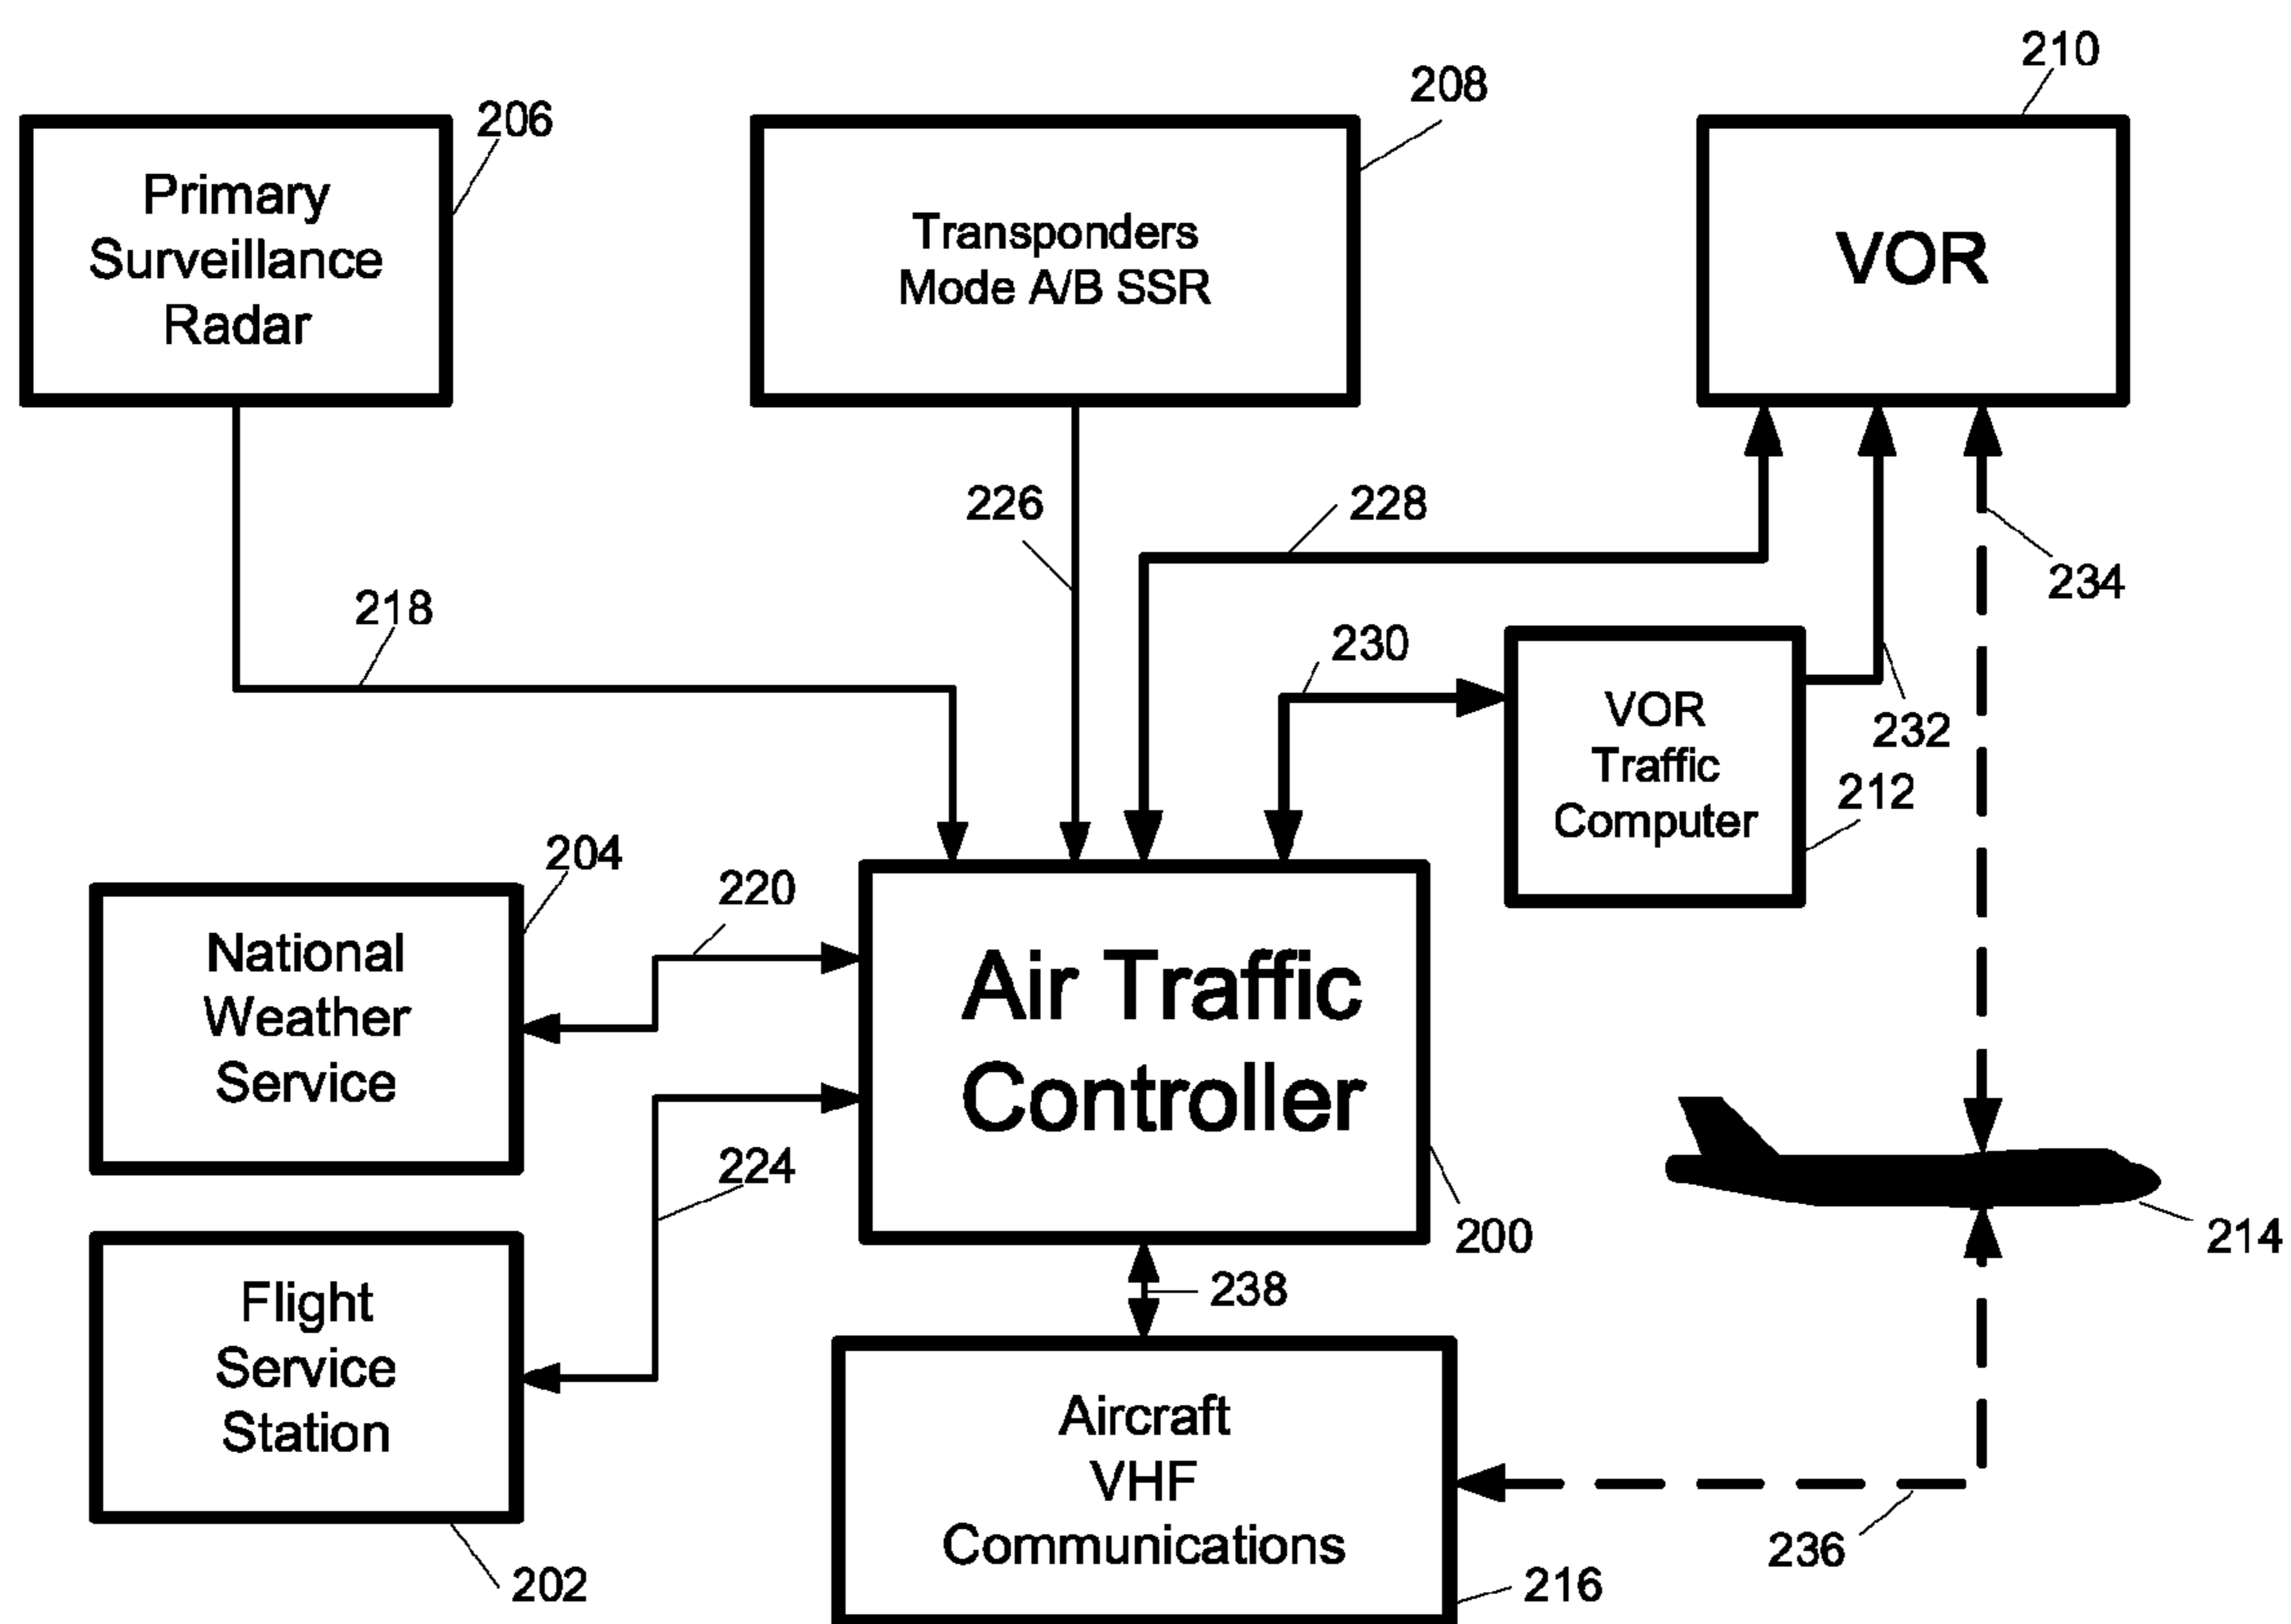 210
208
206
Primary
Surveillance
Radar
Transponders
Mode A/B SSR
VOR
226
228
234
218
230
VOR
Traffic
Computer
232
212
204
220
National
Weather
Service
Air Traffic
Controller
224
200
214
238
Flight
Service
Station
Aircraft
VHF
Communications
236
202
216